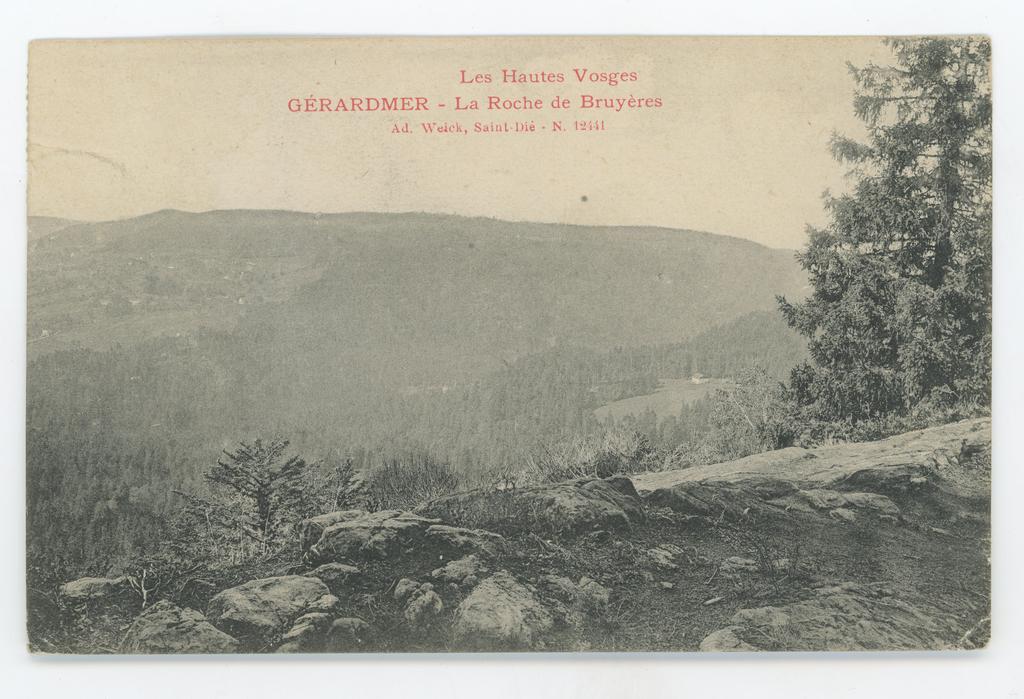 Les Hautes Vosges
GÉRARDMER - La Roche de Bruyères
Ad. Weick, Saint-Dié - N. 12441